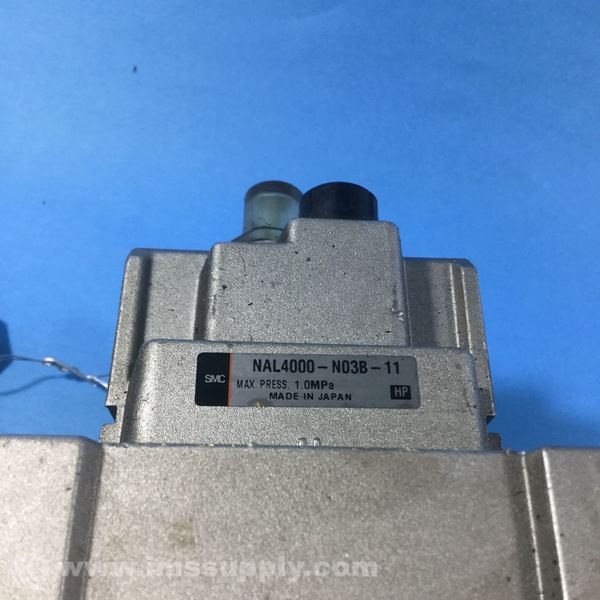 SMC
NAL4000-N03B-11
MAX. PRESS. 1.0MPa
MADE IN JAPAN
HP
www.imssupply.com